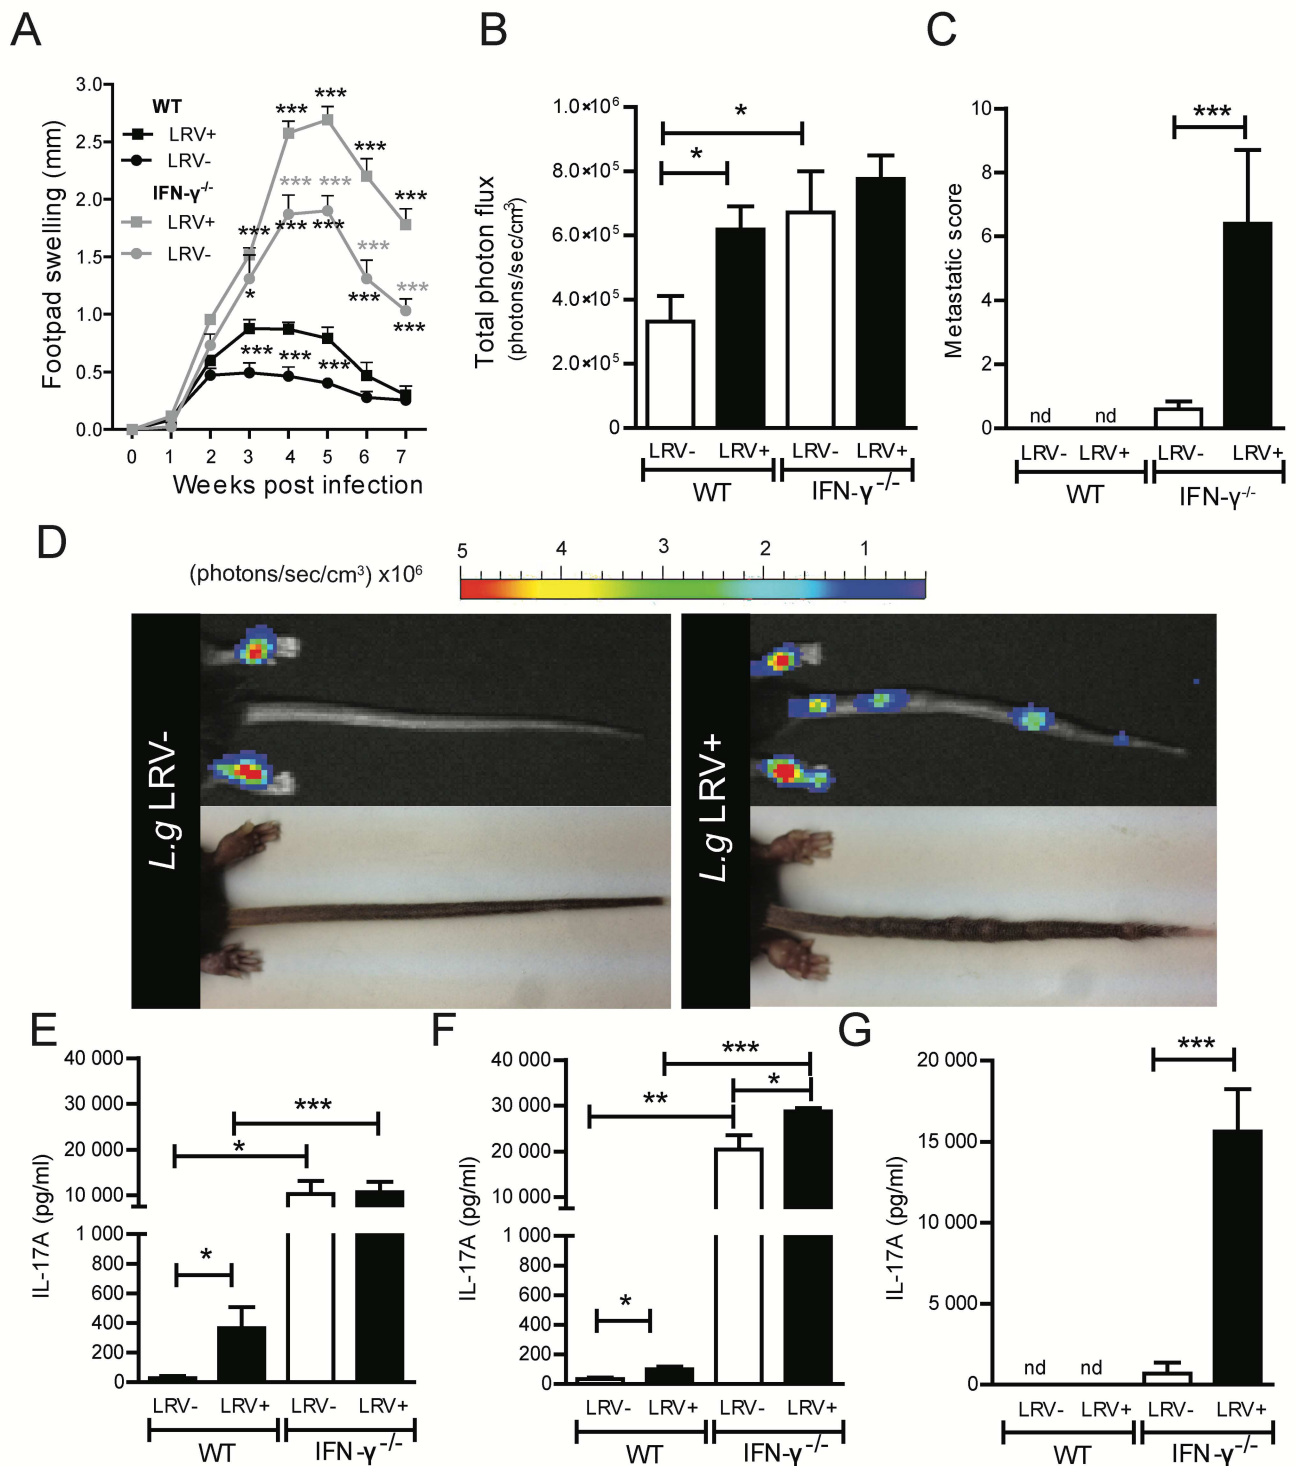 A
Footpad swelling (mm)
3.0
2.5
2.0
1.5
1.0
0.5
0.0
WT
LRV+
LRV-
IFN-γ-/-
LRV+
LRV-
*** *** *** ***
*** *** *** ***
*** *** *** *** ***
*
*** *** ***
0 1 2 3 4 5 6 7
Weeks post infection
B
Total photon flux
(photons/sec/cm³)
1.0×10⁶
8.0×10⁵
6.0×10⁵
4.0×10⁵
2.0×10⁵
0
*
*
LRV- LRV+ LRV- LRV+
WT IFN-γ-/-
C
Metastatic score
10
8
6
4
2
0
***
nd nd
LRV- LRV+ LRV- LRV+
WT IFN-γ-/-
D
(photons/sec/cm³) x10⁶
5 4 3 2 1
L.g LRV-
L.g LRV+
E
IL-17A (pg/ml)
40 000
30 000
20 000
10 000
1 000
800
600
400
200
0
***
*
*
LRV- LRV+ LRV- LRV+
WT IFN-γ-/-
F
IL-17A (pg/ml)
40 000
30 000
20 000
10 000
1 000
800
600
400
200
0
***
*
**
*
LRV- LRV+ LRV- LRV+
WT IFN-γ-/-
G
IL-17A (pg/ml)
20 000
15 000
10 000
5 000
0
***
nd nd
LRV- LRV+ LRV- LRV+
WT IFN-γ-/-